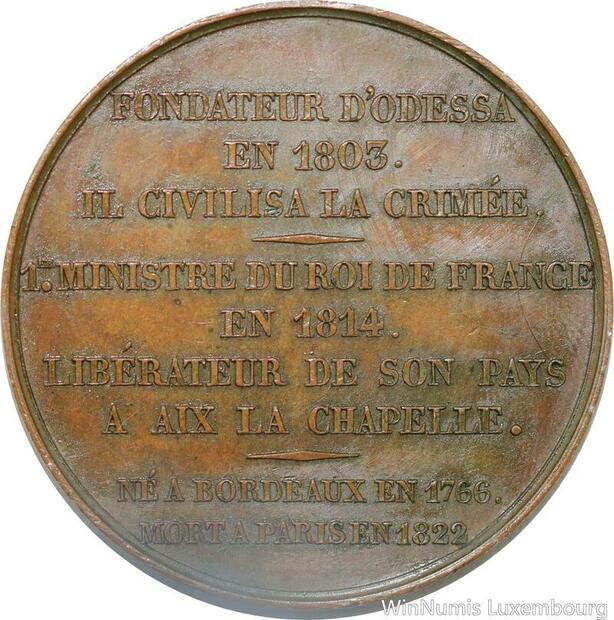 FONDATEUR D'ODESSA
EN 1803.
IL CIVILISA LA CRIMÉE.
1ER. MINISTRE DU ROI DE FRANCE
EN 1814.
LIBÉRATEUR DE SON PAYS
A AIX LA CHAPELLE.
NÉ A BORDEAUX EN 1766.
MORT A PARIS EN 1822
WinNumis Luxembourg